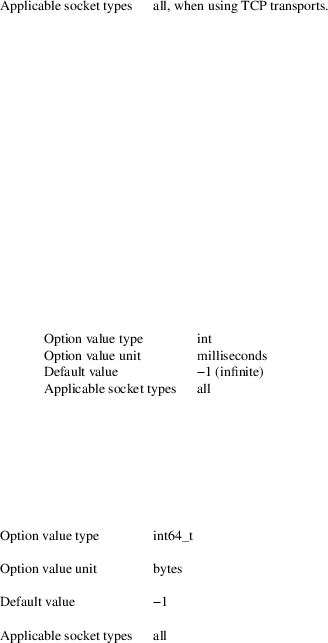 Applicable socket types all, when using TCP transports.
Option value type int
Option value unit milliseconds
Default value −1 (infinite)
Applicable socket types all
Option value type int64_t
Option value unit bytes
Default value −1
Applicable socket types all